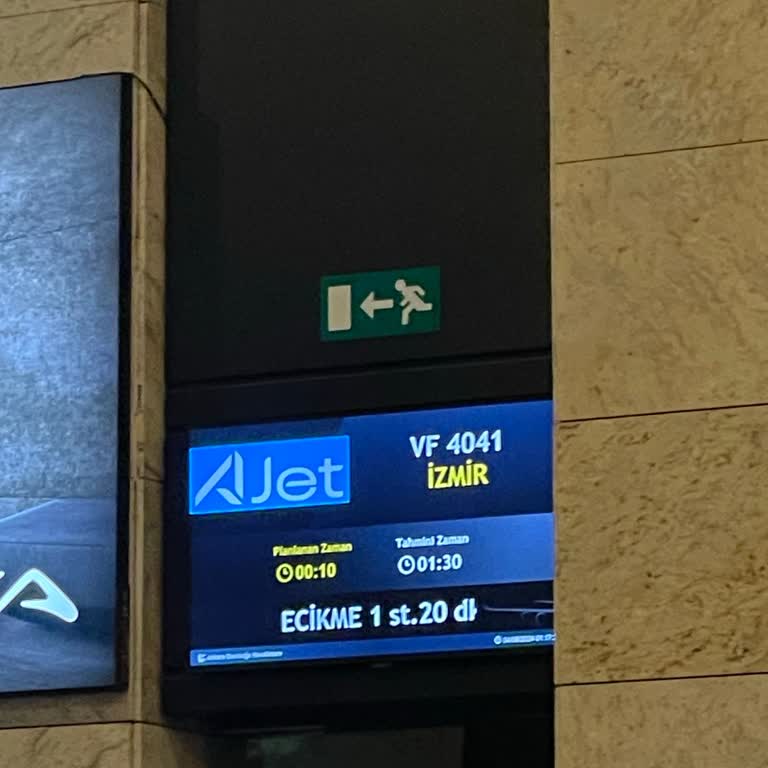 AJet
VF 4041
İZMİR
Planlanan Zaman
Tahmini Zaman
00:10
01:30
ECİKME 1 st.20 dk